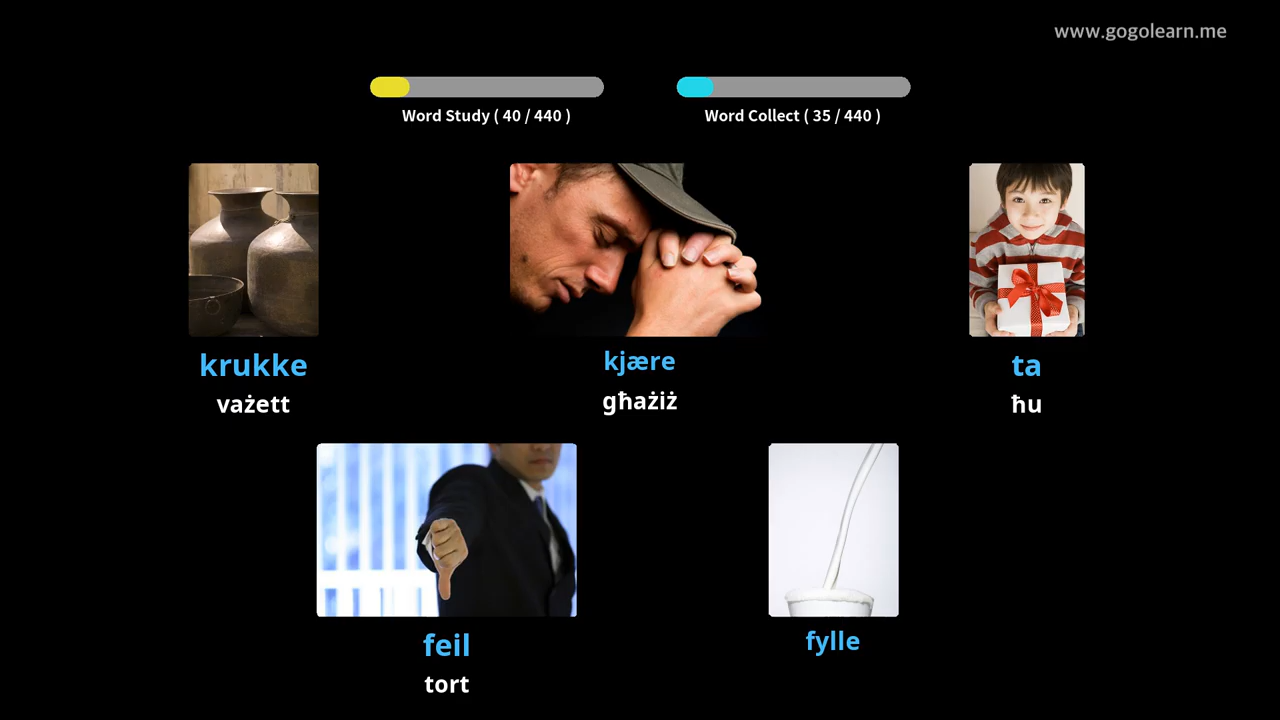 www.gogolearn.me
Word Study ( 40 / 440 )
Word Collect ( 35 / 440 )
krukke
vażett
kjære
għażiż
ta
ħu
feil
tort
fylle